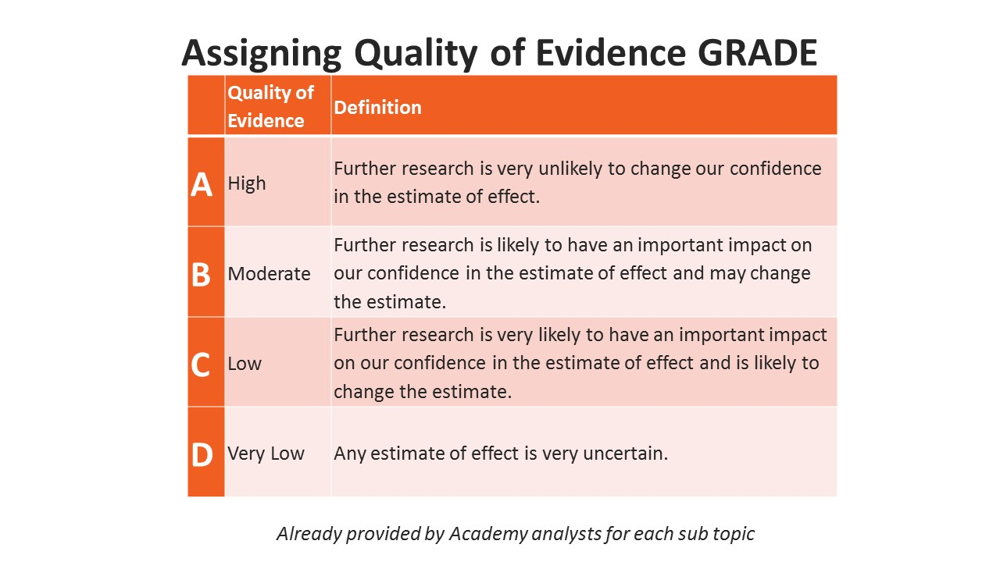 Assigning Quality of Evidence GRADE
Quality of
Evidence
Definition
A
High
Further research is very unlikely to change our confidence
in the estimate of effect.
B
Moderate
Further research is likely to have an important impact on
our confidence in the estimate of effect and may change
the estimate.
C
Low
Further research is very likely to have an important impact
on our confidence in the estimate of effect and is likely to
change the estimate.
D
Very Low
Any estimate of effect is very uncertain.
Already provided by Academy analysts for each sub topic